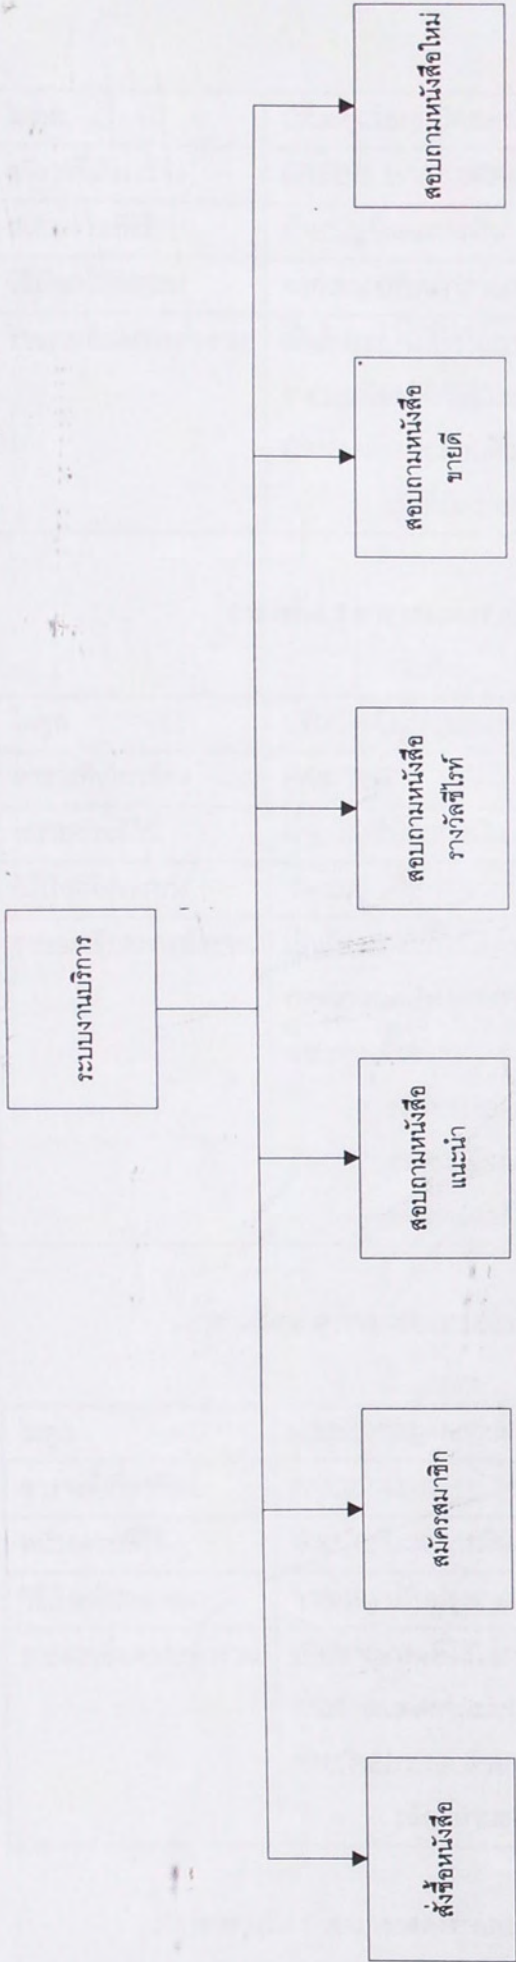 ระบบงานบริการ
สั่งซื้อหนังสือ
สมัครสมาชิก
สอบถามหนังสือ
แนะนำ
สอบถามหนังสือ
รางวัลซีไรท์
สอบถามหนังสือ
ขายดี
สอบถามหนังสือใหม่